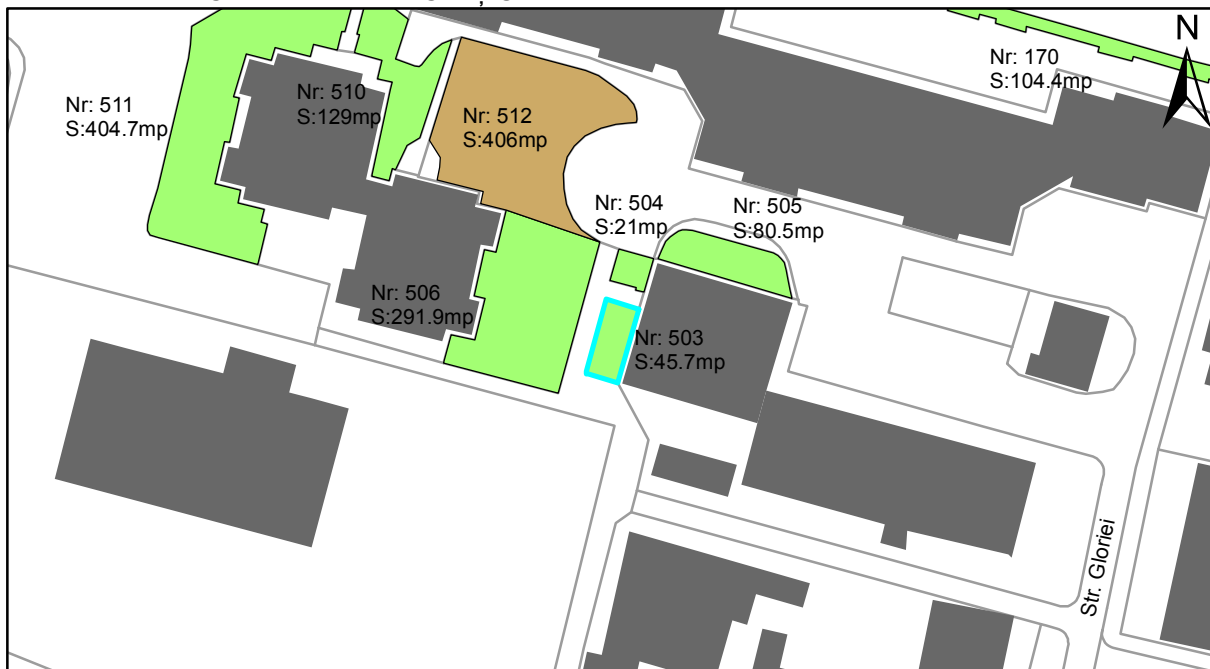 N
Nr: 170
S:104.4mp
Nr: 511
S:404.7mp
Nr: 510
S:129mp
Nr: 512
S:406mp
Nr: 504
S:21mp
Nr: 505
S:80.5mp
Nr: 506
S:291.9mp
Nr: 503
S:45.7mp
Str. Gloriei